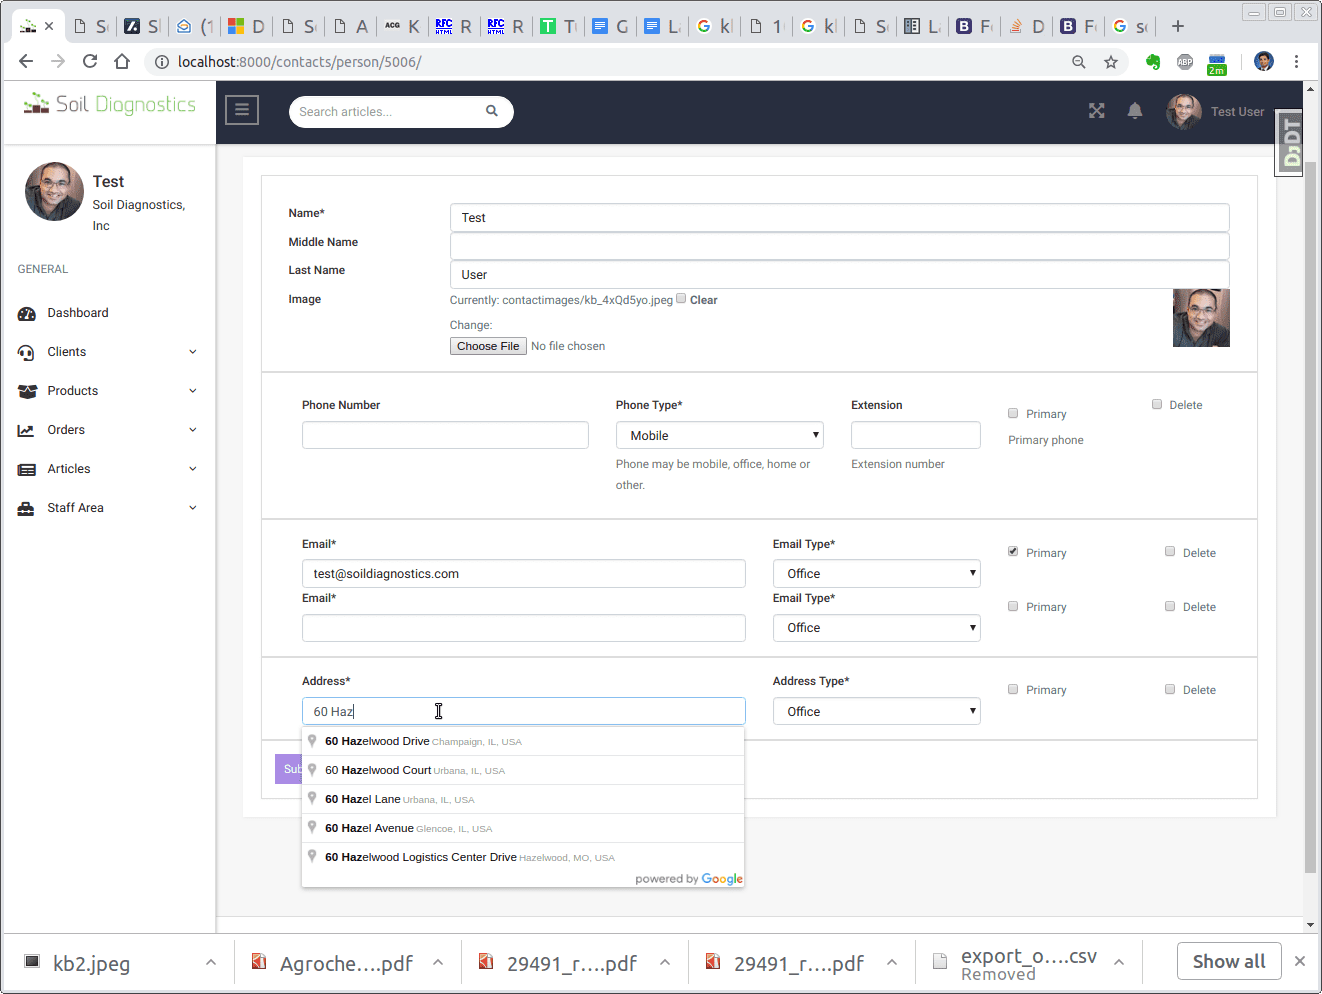 S
S
(1
D
S
A
ACG K
RFC HTML R
RFC HTML R
T T
G
L
k
1
k
S
L
B F
D
B F
s
localhost:8000/contacts/person/5006/
ABP
2m
Soil Diagnostics
Search articles...
Test User
DjDT
Test
Soil Diagnostics,
Inc
GENERAL
Dashboard
Clients
Products
Orders
Articles
Staff Area
Name*
Test
Middle Name
Last Name
User
Image
Currently: contactimages/kb_4xQd5yo.jpeg Clear
Change:
Choose File No file chosen
Phone Number
Phone Type*
Mobile
Phone may be mobile, office, home or
other.
Extension
Extension number
Primary
Primary phone
Delete
Email*
test@soildiagnostics.com
Email Type*
Office
Primary
Delete
Email*
Email Type*
Office
Primary
Delete
Address*
60 Haz
Address Type*
Office
Primary
Delete
Sub
60 Hazelwood Drive Champaign, IL, USA
60 Hazelwood Court Urbana, IL, USA
60 Hazel Lane Urbana, IL, USA
60 Hazel Avenue Glencoe, IL, USA
60 Hazelwood Logistics Center Drive Hazelwood, MO, USA
powered by Google
kb2.jpeg
Agroche....pdf
29491_r....pdf
29491_r....pdf
export_o....csv
Removed
Show all